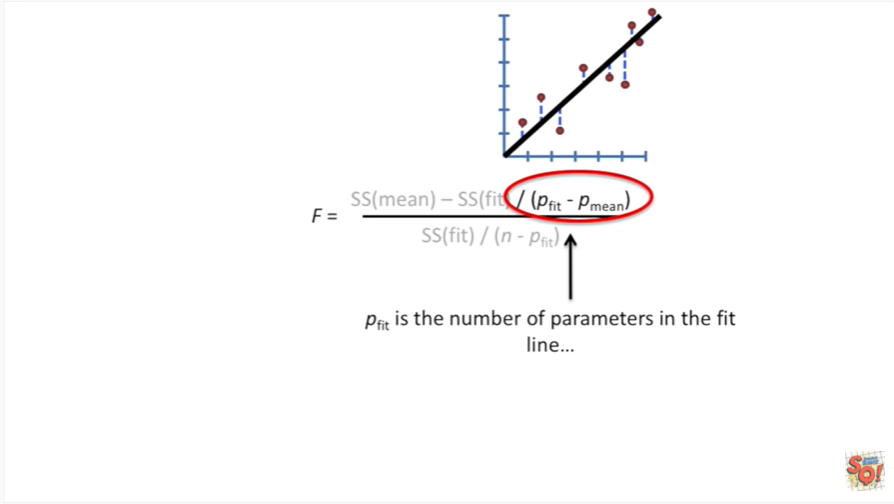 SS(mean) – SS(fit) / (pfit - pmean)
F =
SS(fit) / (n - pfit)
pfit is the number of parameters in the fit
line...
SQ!